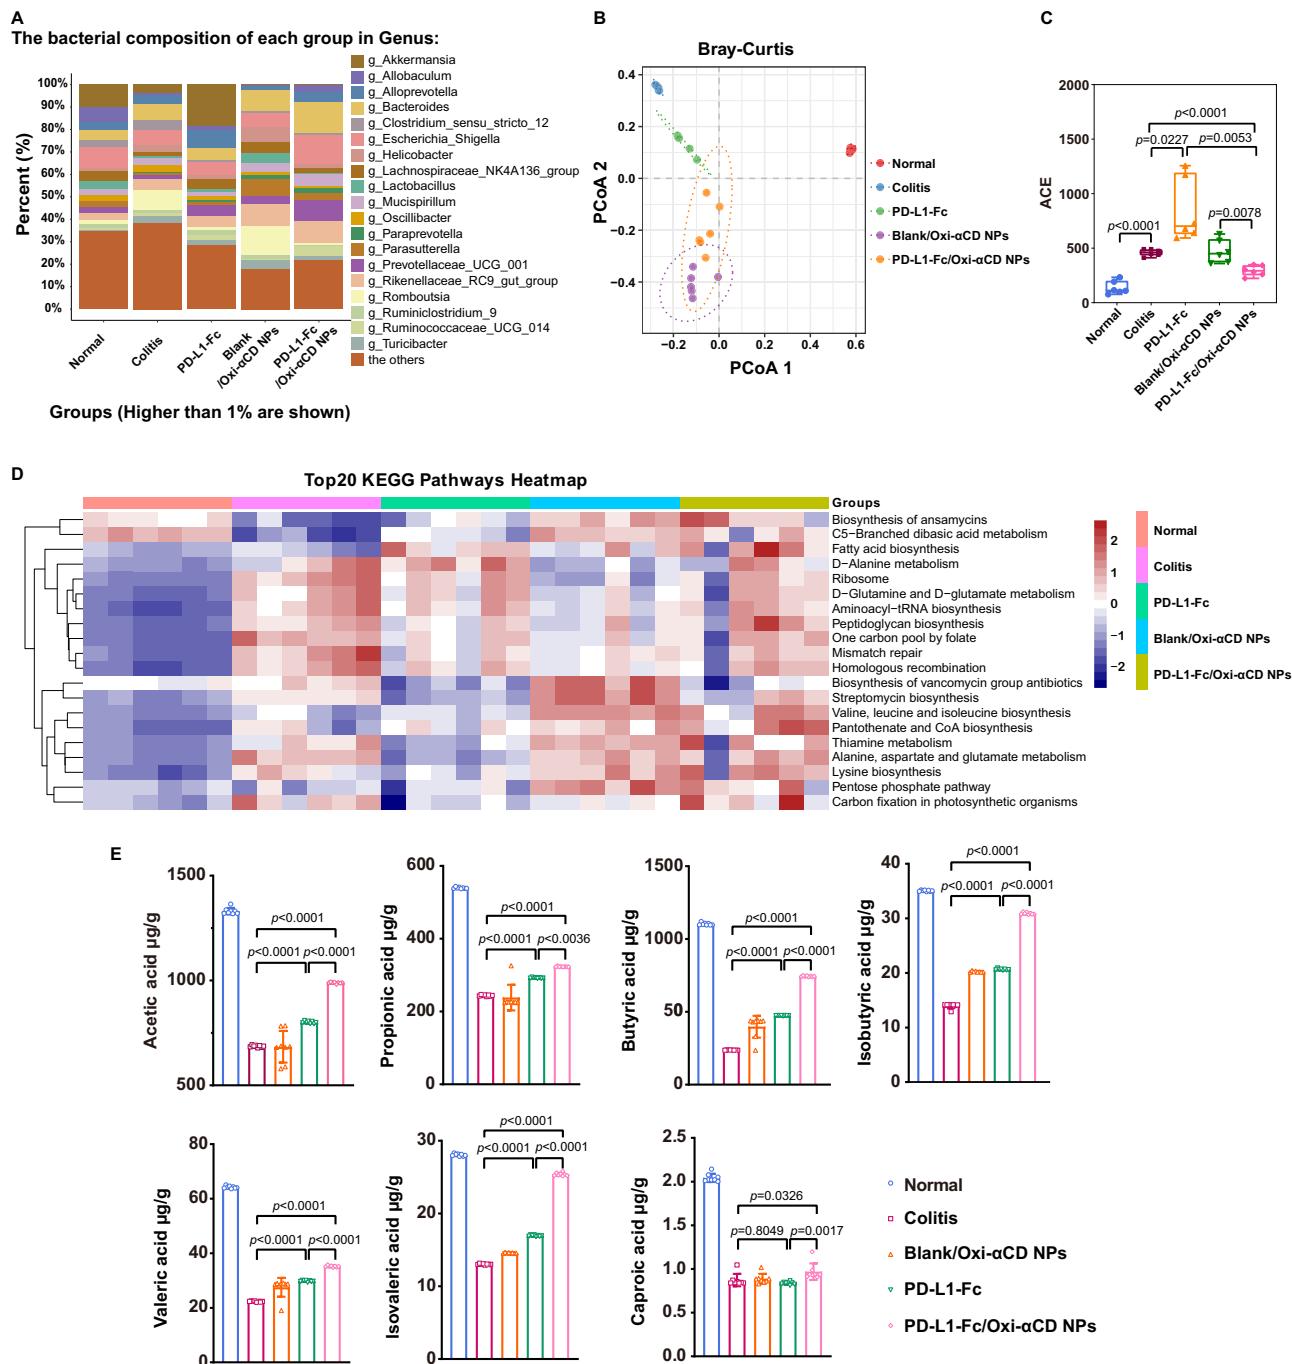 A
The bacterial composition of each group in Genus:
Percent (%)
100%
90%
80%
70%
60%
50%
40%
30%
20%
10%
0%
Normal
Colitis
PD-L1-Fc
Blank
/Oxi-αCD NPs
PD-L1-Fc
/Oxi-αCD NPs
Groups (Higher than 1% are shown)
g_Akkermansia
g_Allobaculum
g_Alloprevotella
g_Bacteroides
g_Clostridium_sensu_stricto_12
g_Escherichia_Shigella
g_Helicobacter
g_Lachnospiraceae_NK4A136_group
g_Lactobacillus
g_Mucispirillum
g_Oscillibacter
g_Paraprevotella
g_Parasutterella
g_Prevotellaceae_UCG_001
g_Rikenellaceae_RC9_gut_group
g_Romboutsia
g_Ruminiclostridium_9
g_Ruminococcaceae_UCG_014
g_Turicibacter
the others
B
Bray-Curtis
PCoA 2
0.4
0.2
0.0
−0.2
−0.4
−0.2
0.0
0.2
0.4
0.6
PCoA 1
Normal
Colitis
PD-L1-Fc
Blank/Oxi-αCD NPs
PD-L1-Fc/Oxi-αCD NPs
C
ACE
2000
1500
1000
500
0
p<0.0001
p=0.0227
p=0.0053
p<0.0001
p=0.0078
Normal
Colitis
PD-L1-Fc
Blank/Oxi-αCD NPs
PD-L1-Fc/Oxi-αCD NPs
D
Top20 KEGG Pathways Heatmap
Groups
Biosynthesis of ansamycins
C5−Branched dibasic acid metabolism
Fatty acid biosynthesis
D−Alanine metabolism
Ribosome
D−Glutamine and D−glutamate metabolism
Aminoacyl−tRNA biosynthesis
Peptidoglycan biosynthesis
One carbon pool by folate
Mismatch repair
Homologous recombination
Biosynthesis of vancomycin group antibiotics
Streptomycin biosynthesis
Valine, leucine and isoleucine biosynthesis
Pantothenate and CoA biosynthesis
Thiamine metabolism
Alanine, aspartate and glutamate metabolism
Lysine biosynthesis
Pentose phosphate pathway
Carbon fixation in photosynthetic organisms
2
1
0
−1
−2
Normal
Colitis
PD-L1-Fc
Blank/Oxi-αCD NPs
PD-L1-Fc/Oxi-αCD NPs
E
Acetic acid μg/g
1500
1000
500
p<0.0001
p<0.0001
p<0.0001
Propionic acid μg/g
600
400
200
0
p<0.0001
p<0.0001
p<0.0036
Butyric acid μg/g
1000
50
0
p<0.0001
p<0.0001
p<0.0001
Isobutyric acid μg/g
40
30
20
10
0
p<0.0001
p<0.0001
p<0.0001
Valeric acid μg/g
80
60
40
20
0
p<0.0001
p<0.0001
p<0.0001
Isovaleric acid μg/g
30
20
10
0
p<0.0001
p<0.0001
p<0.0001
Caproic acid μg/g
2.5
2.0
1.5
1.0
0.5
0.0
p=0.0326
p=0.8049
p=0.0017
Normal
Colitis
Blank/Oxi-αCD NPs
PD-L1-Fc
PD-L1-Fc/Oxi-αCD NPs